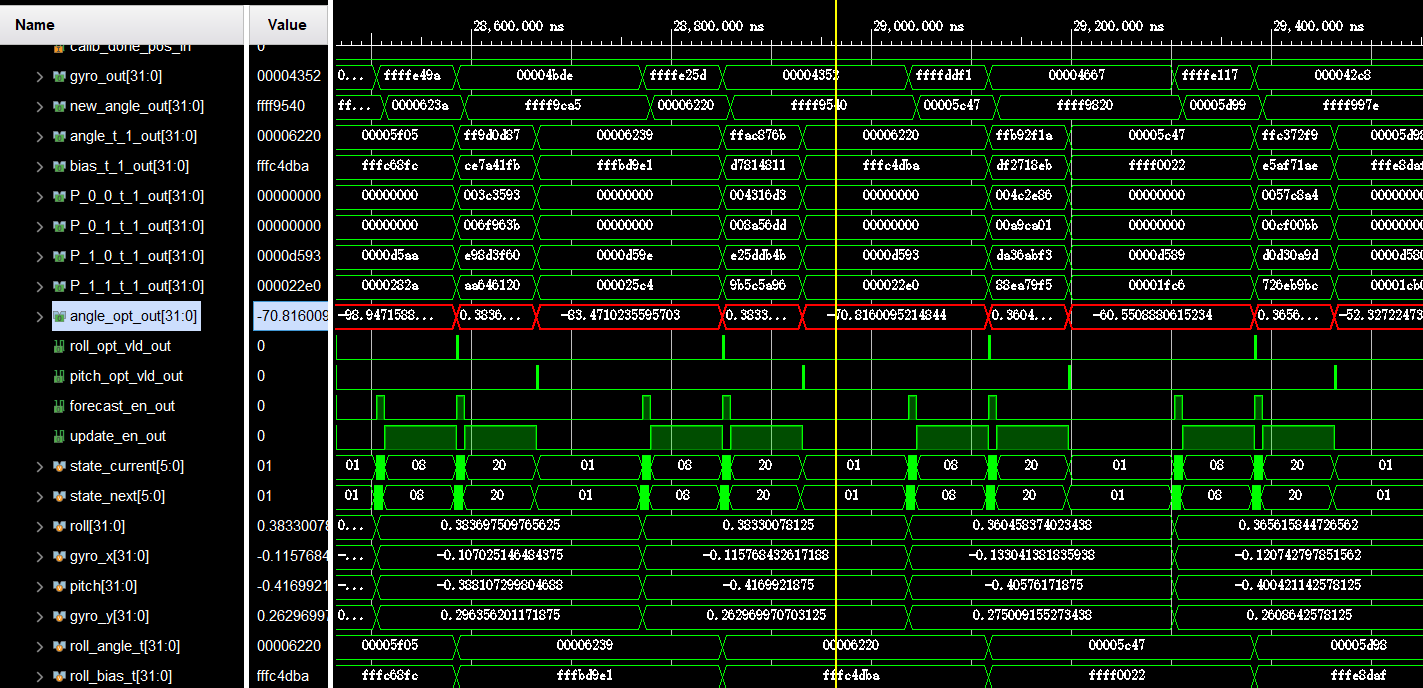 Name Value 28,600.000 ns 28,800.000 ns 29,000.000 ns 29,200.000 ns 29,400.000 ns
calib_done_pos_in 0
gyro_out[31:0] 00004352 0... ffffe49a 00004bde ffffe25d 00004352 ffffddf1 00004667 ffffe117 000042c8
new_angle_out[31:0] ffff9540 ff... 0000623a ffff9ca5 00006220 ffff9540 00005c47 ffff9820 00005d99 ffff997e
angle_t_1_out[31:0] 00006220 00005f05 ff9d0d87 00006239 ffac876b 00006220 ffb92f1a 00005c47 ffc372f9 00005d98
bias_t_1_out[31:0] fffc4dba fffc68fc ce7a41fb fffbd9e1 d7814811 fffc4dba df2718eb ffff0022 e5af71ae fffe8daf
P_0_0_t_1_out[31:0] 00000000 00000000 003c3593 00000000 004316d3 00000000 004c2e86 00000000 0057c8a4 00000000
P_0_1_t_1_out[31:0] 00000000 00000000 006f963b 00000000 008a56dd 00000000 00a9ca01 00000000 00cf00bb 00000000
P_1_0_t_1_out[31:0] 0000d593 0000d5aa e98d3f60 0000d59e e25ddb4b 0000d593 da36abf3 0000d589 d0d30a9d 0000d580
P_1_1_t_1_out[31:0] 000022e0 0000282a aa646120 000025c4 9b5c5a96 000022e0 88ea79f5 00001fc6 726eb9bc 00001cb0
angle_opt_out[31:0] -70.816009 -98.9471588... 0.3836... -83.4710235595703 0.3833... -70.8160095214844 0.3604... -60.5508880615234 0.3656... -52.32722473
roll_opt_vld_out 0
pitch_opt_vld_out 0
forecast_en_out 0
update_en_out 0
state_current[5:0] 01 01 08 20 01 08 20 01 08 20 01 08 20 01
state_next[5:0] 01 01 08 20 01 08 20 01 08 20 01 08 20 01
roll[31:0] 0.38330078 0... 0.383697509765625 0.38330078125 0.360458374023438 0.365615844726562
gyro_x[31:0] -0.1157684 -... -0.107025146484375 -0.115768432617188 -0.133041381835938 -0.120742797851562
pitch[31:0] -0.4169921 -... -0.388107299804688 -0.4169921875 -0.40576171875 -0.400421142578125
gyro_y[31:0] 0.26296997 0... 0.296356201171875 0.262969970703125 0.275009155273438 0.2608642578125
roll_angle_t[31:0] 00006220 00005f05 00006239 00006220 00005c47 00005d98
roll_bias_t[31:0] fffc4dba fffc68fc fffbd9e1 fffc4dba ffff0022 fffe8daf